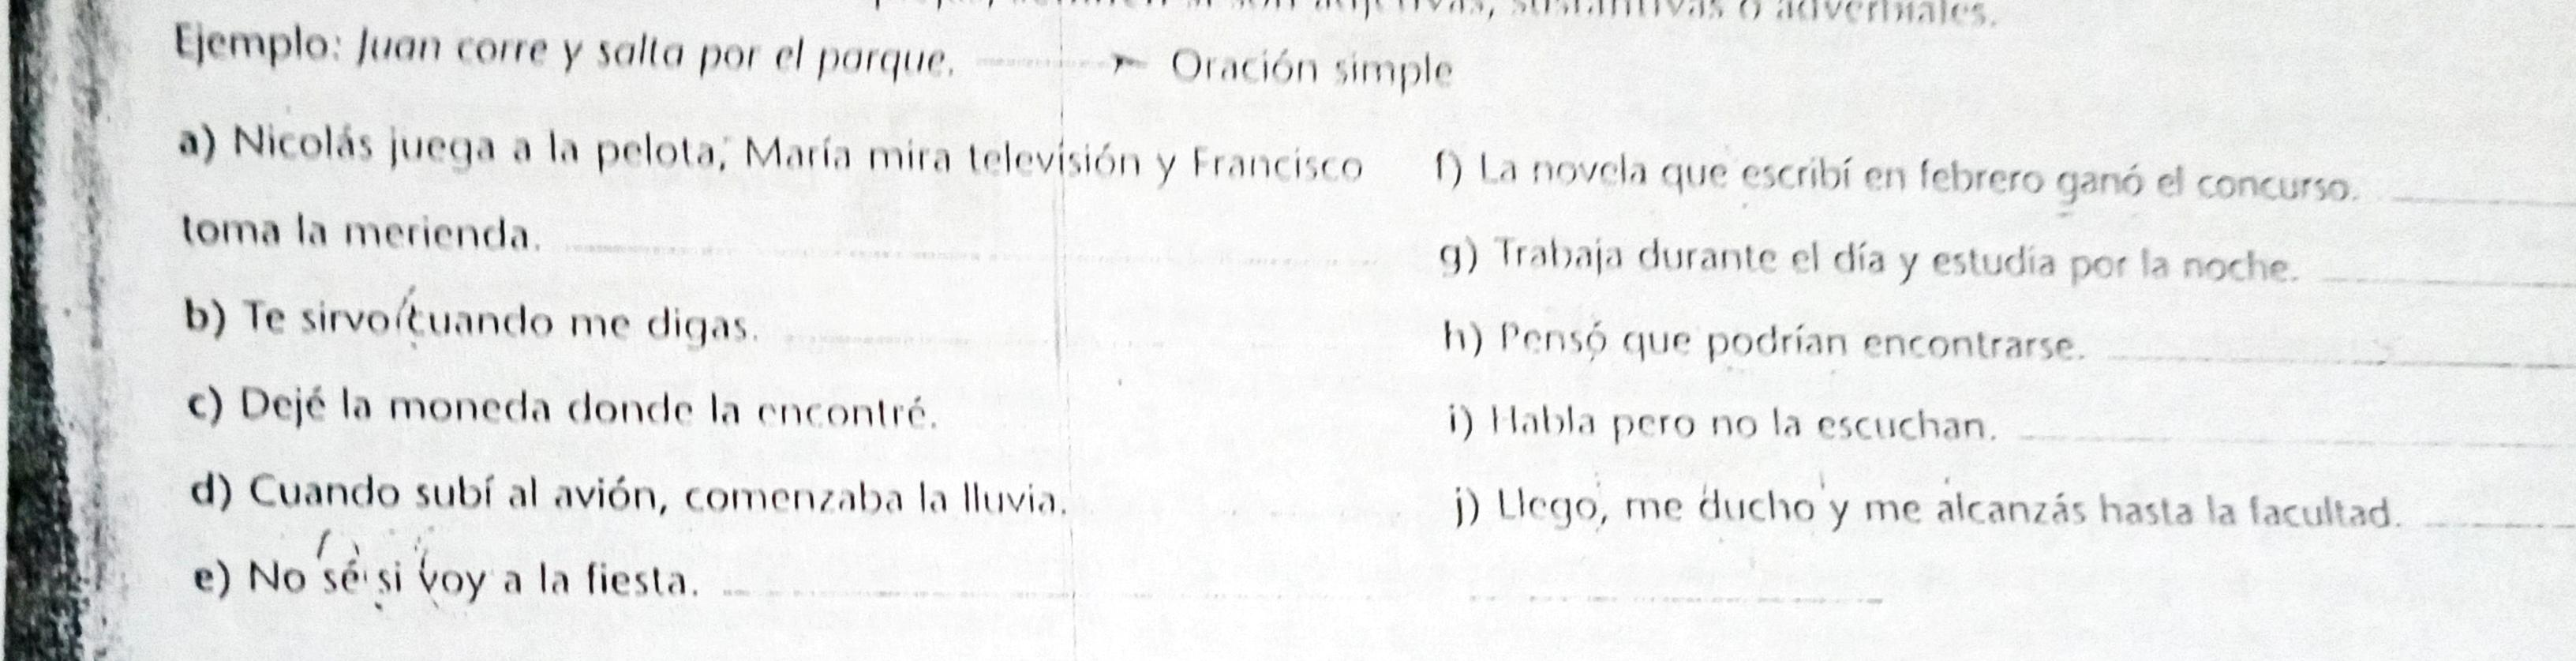 sustantivas o adverbiales.
Ejemplo: Juan corre y salta por el parque. Oración simple
a) Nicolás juega a la pelota, María mira televisión y Francisco
toma la merienda.
b) Te sirvo cuando me digas.
c) Dejé la moneda donde la encontré.
d) Cuando subí al avión, comenzaba la lluvia.
e) No sé si voy a la fiesta.
f) La novela que escribí en febrero ganó el concurso.
g) Trabaja durante el día y estudia por la noche.
h) Pensó que podrían encontrarse.
i) Habla pero no la escuchan.
j) Llego, me ducho y me alcanzás hasta la facultad.